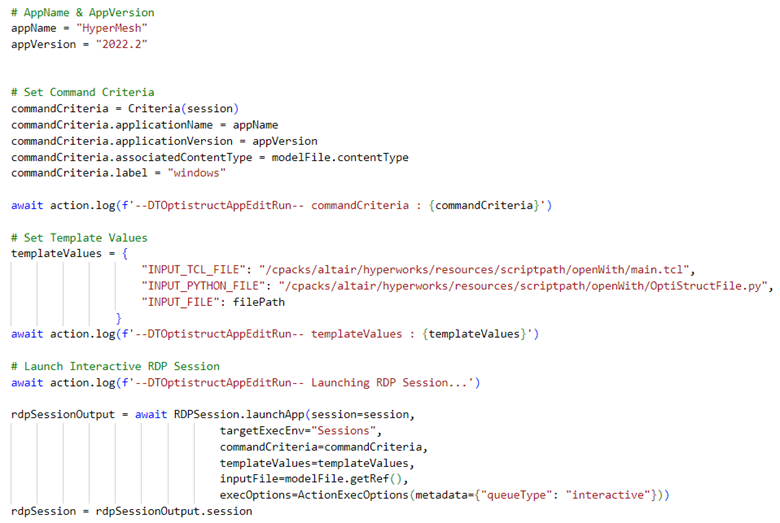 # AppName & AppVersion
appName = "HyperMesh"
appVersion = "2022.2"
# Set Command Criteria
commandCriteria = Criteria(session)
commandCriteria.applicationName = appName
commandCriteria.applicationVersion = appVersion
commandCriteria.associatedContentType = modelFile.contentType
commandCriteria.label = "windows"
await action.log(f'--DTOptistructAppEditRun-- commandCriteria : {commandCriteria}')
# Set Template Values
templateValues = {
"INPUT_TCL_FILE": "/cpacks/altair/hyperworks/resources/scriptpath/openWith/main.tcl",
"INPUT_PYTHON_FILE": "/cpacks/altair/hyperworks/resources/scriptpath/openWith/OptiStructFile.py",
"INPUT_FILE": filePath
}
await action.log(f'--DTOptistructAppEditRun-- templateValues : {templateValues}')
# Launch Interactive RDP Session
await action.log(f'--DTOptistructAppEditRun-- Launching RDP Session...')
rdpSessionOutput = await RDPSession.launchApp(session=session,
targetExecEnv="Sessions",
commandCriteria=commandCriteria,
templateValues=templateValues,
inputFile=modelFile.getRef(),
execOptions=ActionExecOptions(metadata={"queueType": "interactive"}))
rdpSession = rdpSessionOutput.session